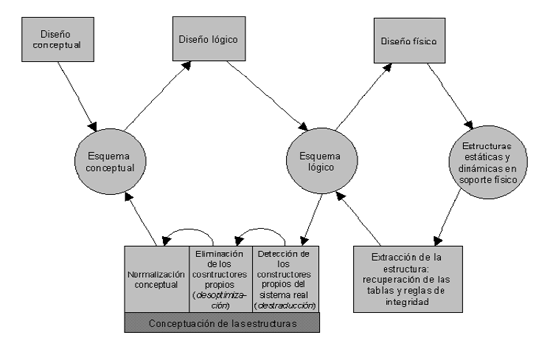 Diseño
conceptual
Diseño lógico
Diseño físico
Esquema
conceptual
Esquema
lógico
Estructuras
estáticas y
dinámicas en
soporte físico
Normalización
conceptual
Eliminación
de los
cosntructores
propios
(desoptimiza-
ción)
Detección de
los
constructores
propios del
sistema real
(destraducción)
Extracción de la
estructura:
recuperación de las
tablas y reglas de
integridad
Conceptuación de las estructuras